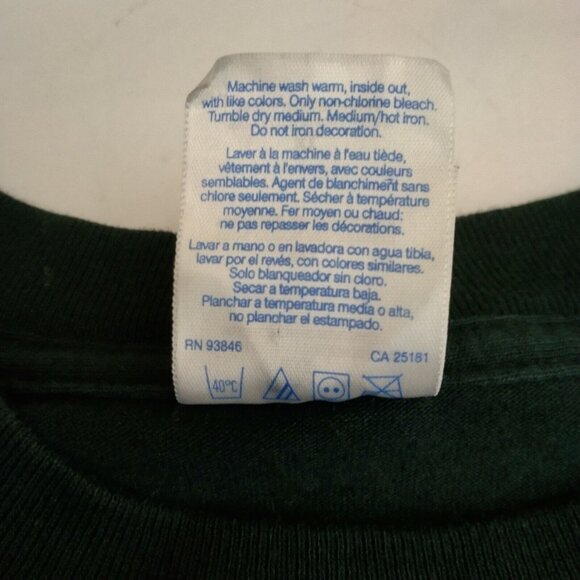 Machine wash warm, inside out,
with like colors. Only non-chlorine bleach.
Tumble dry medium. Medium/hot iron.
Do not iron decoration.
Laver à la machine à l'eau tiède,
vêtement à l'envers, avec couleurs
semblables. Agent de blanchiment sans
chlore seulement. Sécher à température
moyenne. Fer moyen ou chaud:
ne pas repasser les décorations.
Lavar a mano o en lavadora con agua tibia,
lavar por el revés, con colores similares.
Solo blanqueador sin cloro.
Secar a temperatura baja.
Planchar a temperatura media o alta,
no planchar el estampado.
RN 93846 CA 25181
40°C